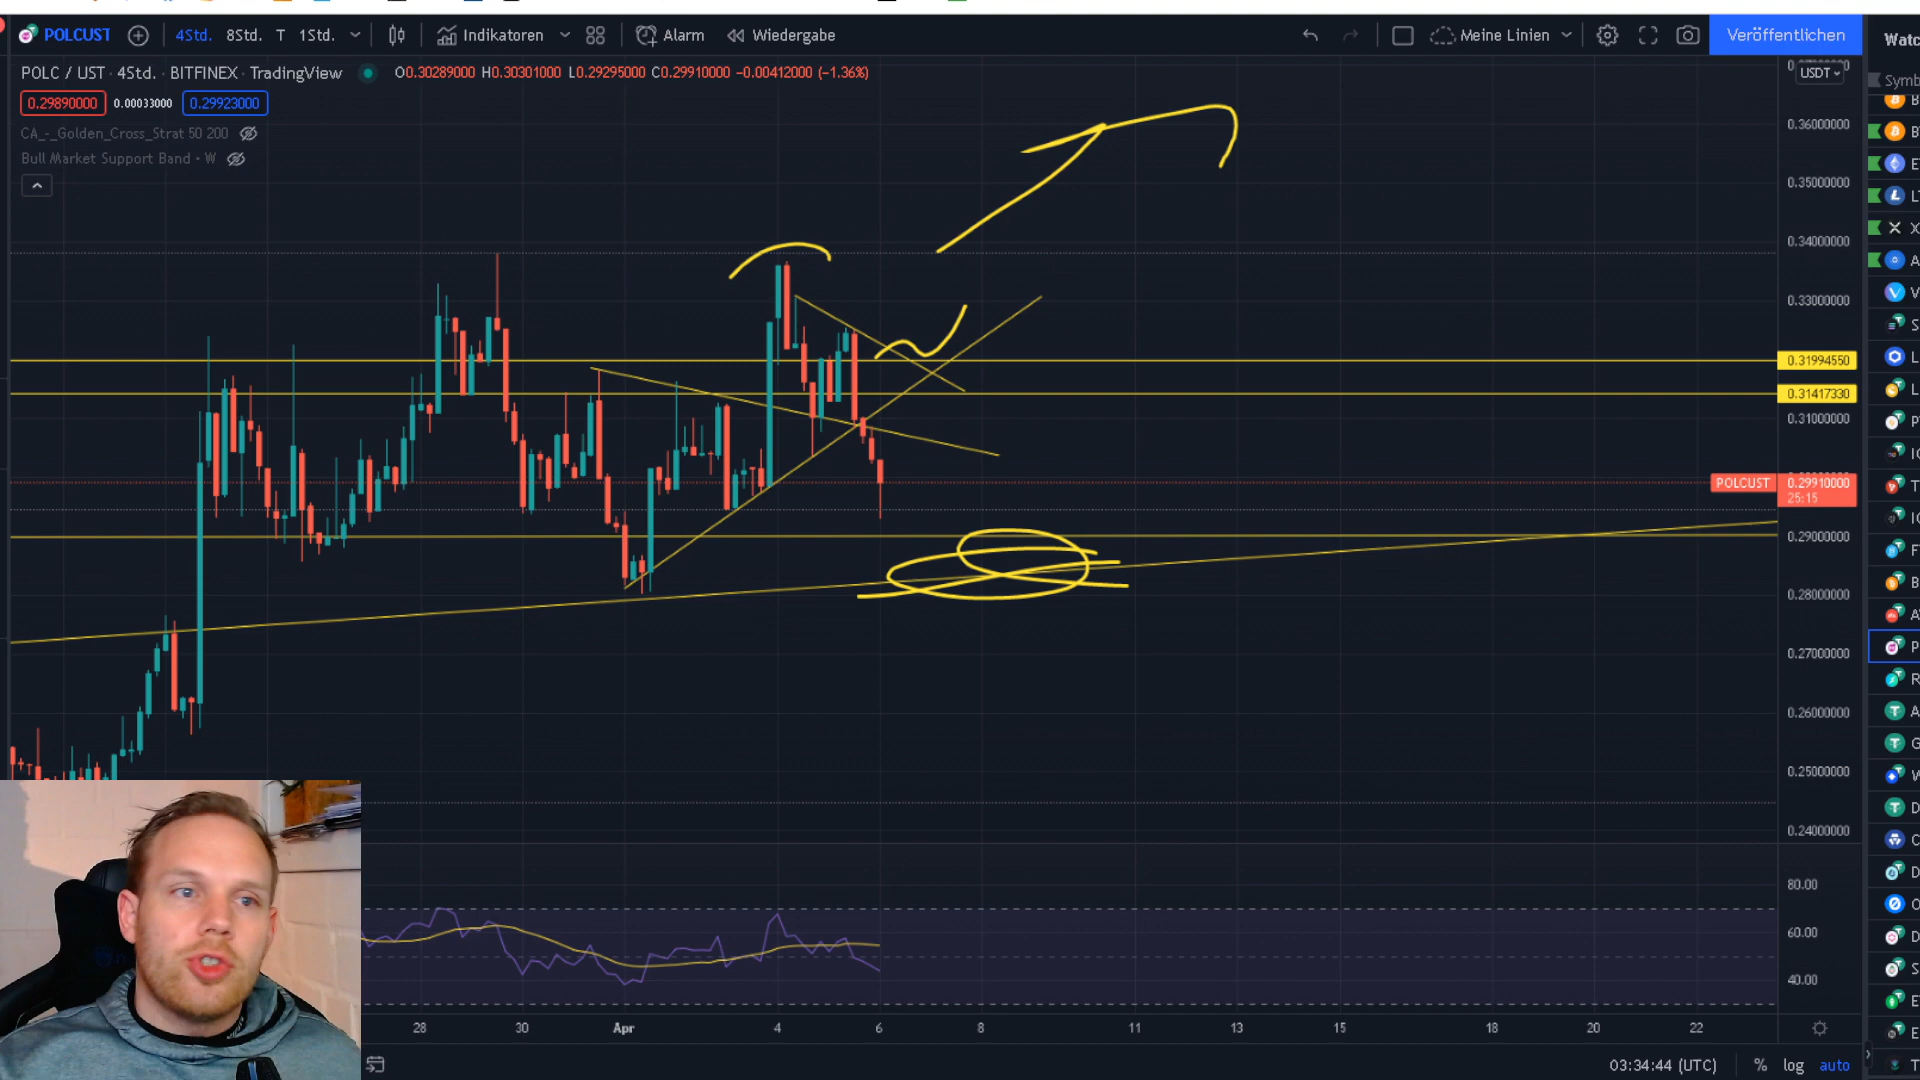 POLCUST 4Std. 8Std. T 1Std. Indikatoren Alarm Wiedergabe Meine Linien Veröffentlichen
POLC / UST · 4Std. · BITFINEX · TradingView O0.30289000 H0.30301000 L0.29295000 C0.29910000 −0.00412000 (−1.36%)
0.29890000 0.00033000 0.29923000
CA_-_Golden_Cross_Strat 50 200
Bull Market Support Band · W
USDT
0.36000000
0.35000000
0.34000000
0.33000000
0.31994550
0.31417330
0.31000000
POLCUST 0.29910000
25:15
0.29000000
0.28000000
0.27000000
0.26000000
0.25000000
0.24000000
80.00
60.00
40.00
28 30 Apr 4 6 8 11 13 15 18 20 22
03:34:44 (UTC) % log auto